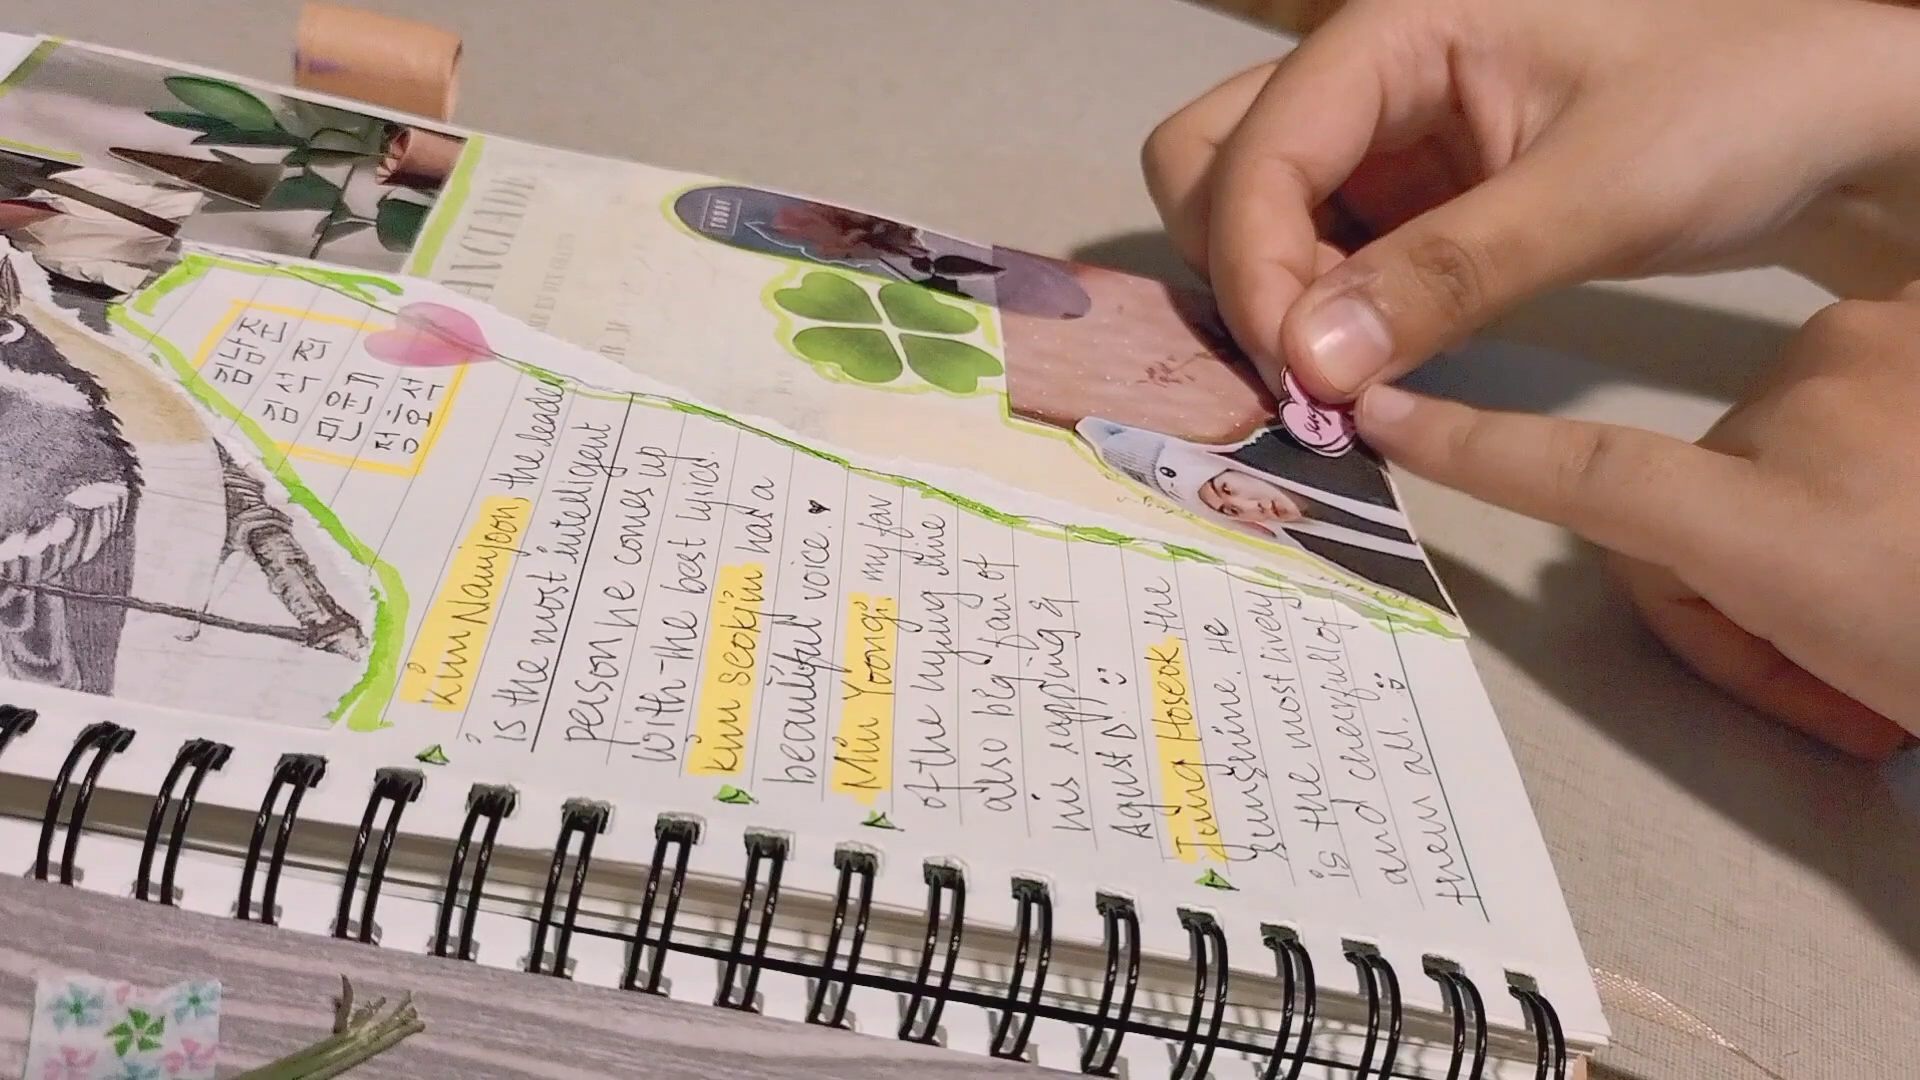 김남준
김석진
민윤기
정호석
Kim Namjoon, the leader
is the most intelligent
person he comes up
with the best lyrics.
Kim Seokjin has a
beautiful voice. ♥
Min Yoongi my fav
of the hyung line
also big fan of
his rapping &
Agust D. :)
Jung Hoseok, the
sunshine. He
is the most lively
and cheerful of
them all. :)
TODAY